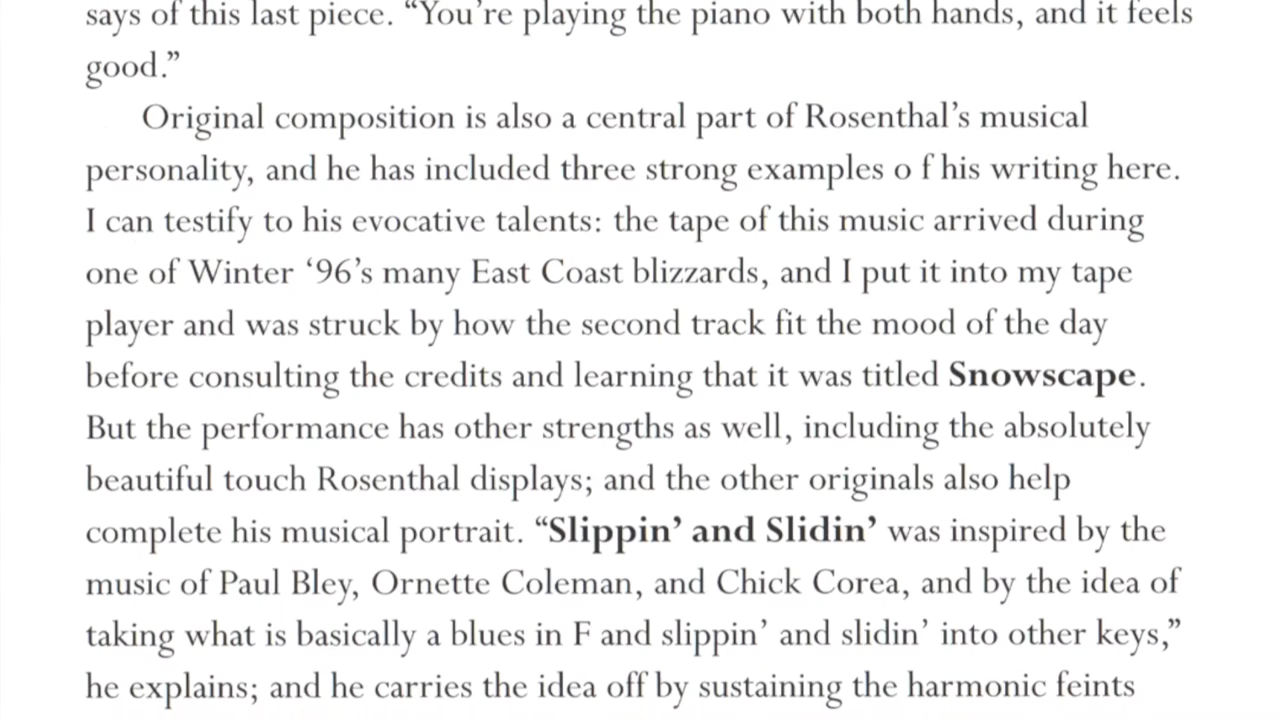 says of this last piece. “You’re playing the piano with both hands, and it feels
good.”
Original composition is also a central part of Rosenthal’s musical
personality, and he has included three strong examples o f his writing here.
I can testify to his evocative talents: the tape of this music arrived during
one of Winter ‘96’s many East Coast blizzards, and I put it into my tape
player and was struck by how the second track fit the mood of the day
before consulting the credits and learning that it was titled Snowscape.
But the performance has other strengths as well, including the absolutely
beautiful touch Rosenthal displays; and the other originals also help
complete his musical portrait. “Slippin’ and Slidin’ was inspired by the
music of Paul Bley, Ornette Coleman, and Chick Corea, and by the idea of
taking what is basically a blues in F and slippin’ and slidin’ into other keys,”
he explains; and he carries the idea off by sustaining the harmonic feints